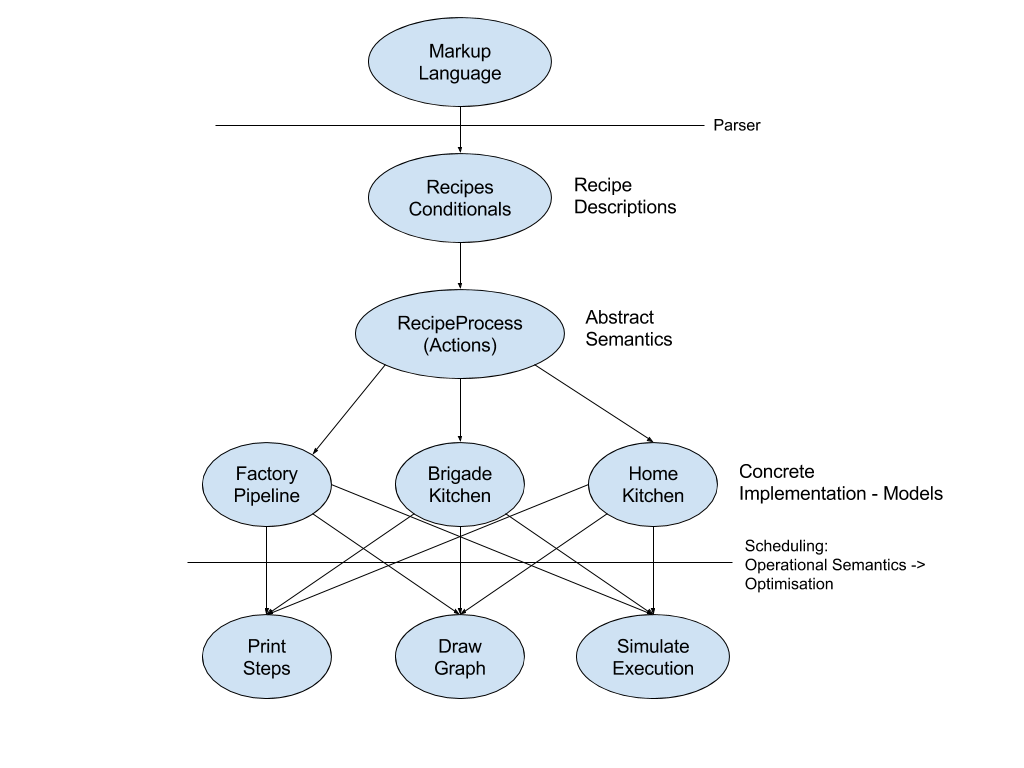 Markup
Language
Parser
Recipes
Conditionals
Recipe
Descriptions
RecipeProcess
(Actions)
Abstract
Semantics
Factory
Pipeline
Brigade
Kitchen
Home
Kitchen
Concrete
Implementation - Models
Scheduling:
Operational Semantics ->
Optimisation
Print
Steps
Draw
Graph
Simulate
Execution